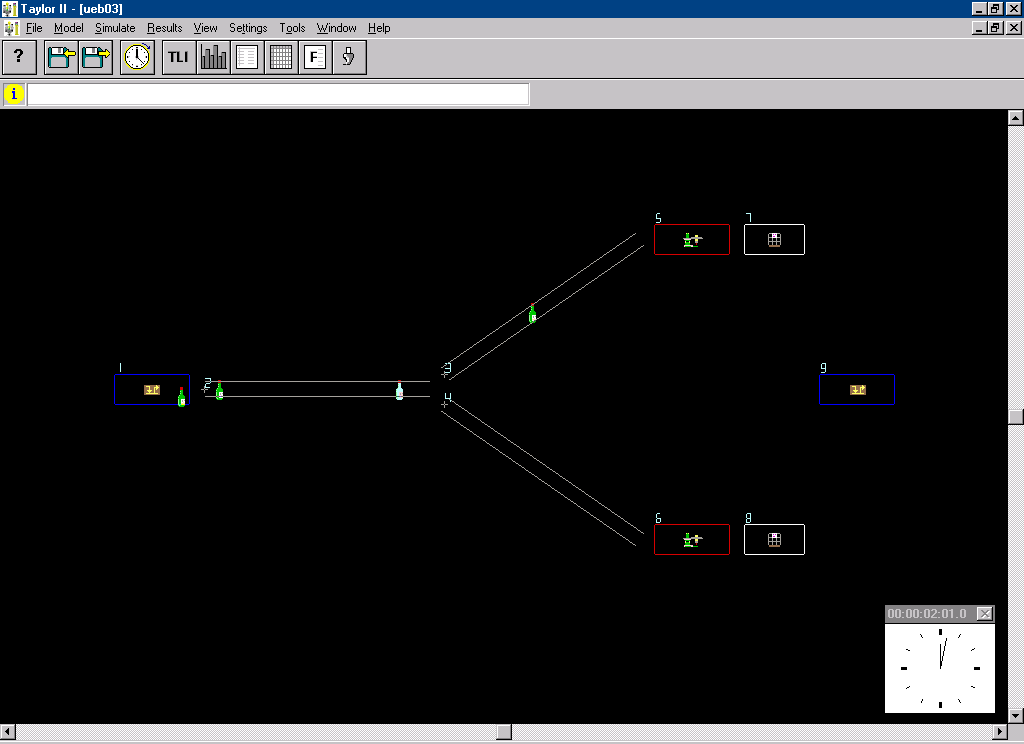 Taylor II - [ueb03]
File Model Simulate Results View Settings Tools Window Help
? TLI F
i
5 7
1 2 3 9
4
6 8
00:00:02:01.0